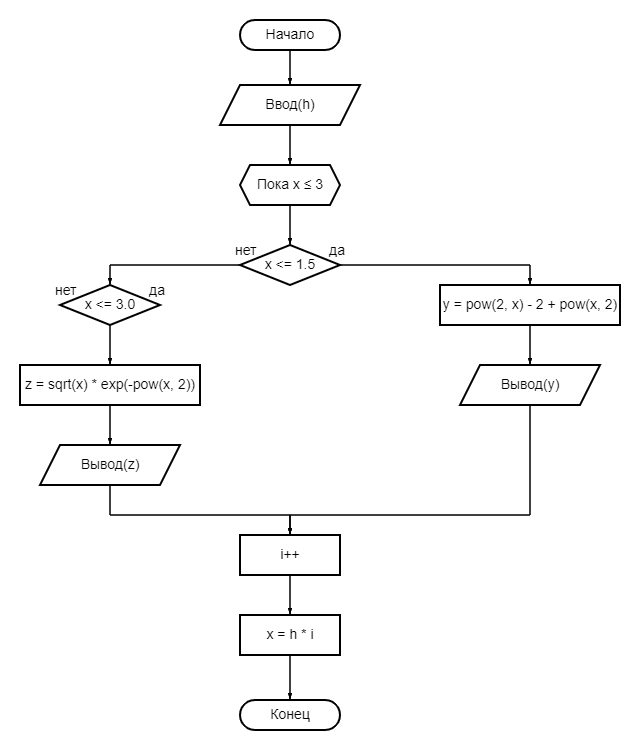 Начало
Ввод(h)
Пока x ≤ 3
нет
да
x <= 1.5
нет
да
x <= 3.0
y = pow(2, x) - 2 + pow(x, 2)
z = sqrt(x) * exp(-pow(x, 2))
Вывод(y)
Вывод(z)
i++
x = h * i
Конец